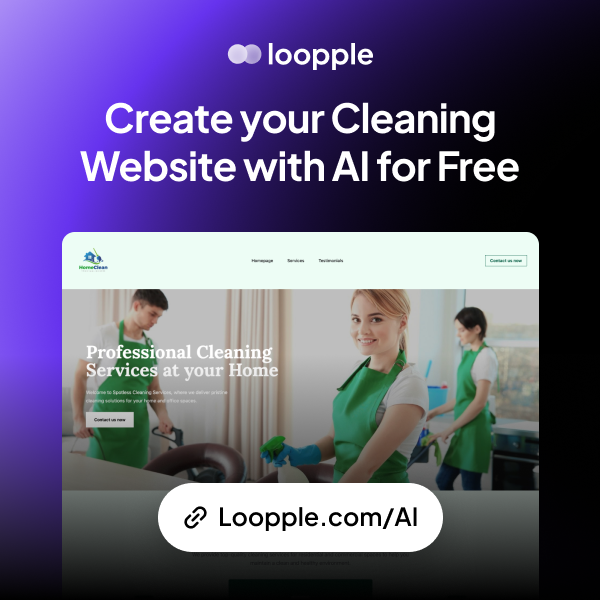 loopple
Create your Cleaning
Website with AI for Free
HomeClean
Homepage Services Testimonials Contact us now
Professional Cleaning
Services at your Home
Welcome to Spotless Cleaning Services, where we deliver pristine
cleaning solutions for your home and office spaces.
Contact us now
Loopple.com/AI